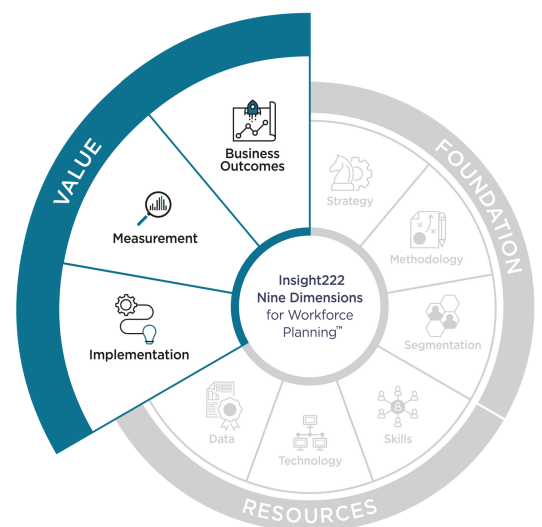 VALUE
Business
Outcomes
Measurement
Implementation
FOUNDATION
Strategy
Methodology
Segmentation
Insight222
Nine Dimensions
for Workforce
Planning™
Data
Technology
Skills
RESOURCES